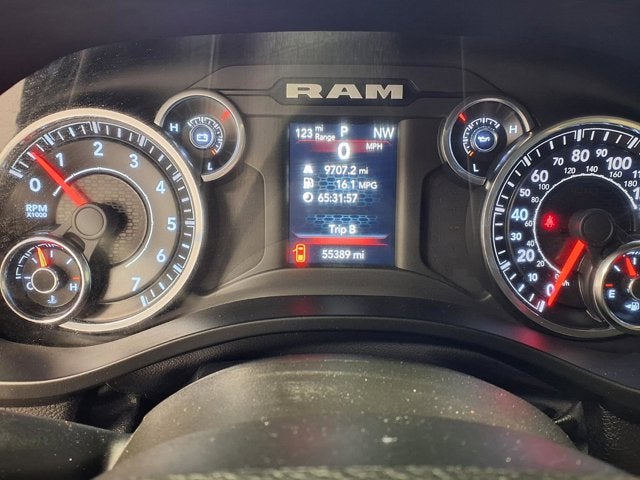 RAM
123 mi Range P NW
0 MPH
9707.2 mi
16.1 MPG
65:31:57
Trip B
55389 mi
H
0 1 2 3 4 5 6 7
RPM
X1000
C H
H
L
0 20 40 60 80 100
120 140 160 180
E